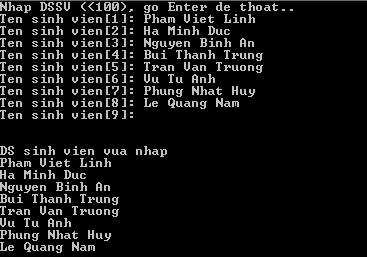 Nhap DSSV (<100), go Enter de thoat..
Ten sinh vien[1]: Pham Viet Linh
Ten sinh vien[2]: Ha Minh Duc
Ten sinh vien[3]: Nguyen Binh An
Ten sinh vien[4]: Bui Thanh Trung
Ten sinh vien[5]: Tran Van Truong
Ten sinh vien[6]: Vu Tu Anh
Ten sinh vien[7]: Phung Nhat Huy
Ten sinh vien[8]: Le Quang Nam
Ten sinh vien[9]:
DS sinh vien vua nhap
Pham Viet Linh
Ha Minh Duc
Nguyen Binh An
Bui Thanh Trung
Tran Van Truong
Vu Tu Anh
Phung Nhat Huy
Le Quang Nam